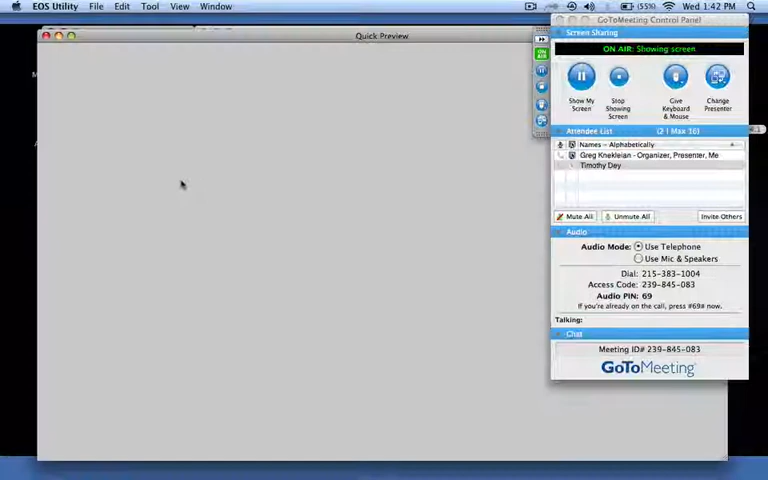 EOS Utility File Edit Tool View Window (55%) Wed 1:42 PM
Quick Preview
GoToMeeting Control Panel
Screen Sharing
ON AIR: Showing screen
Show My Screen
Stop Showing Screen
Give Keyboard & Mouse
Change Presenter
Attendee List (2 | Max 16)
Names - Alphabetically
Greg Knekleian - Organizer, Presenter, Me
Timothy Dey
Mute All Unmute All Invite Others
Audio
Audio Mode: Use Telephone
Use Mic & Speakers
Dial: 215-383-1004
Access Code: 239-845-083
Audio PIN: 69
If you're already on the call, press #69# now.
Talking:
Chat
Meeting ID# 239-845-083
GoToMeeting
ON AIR